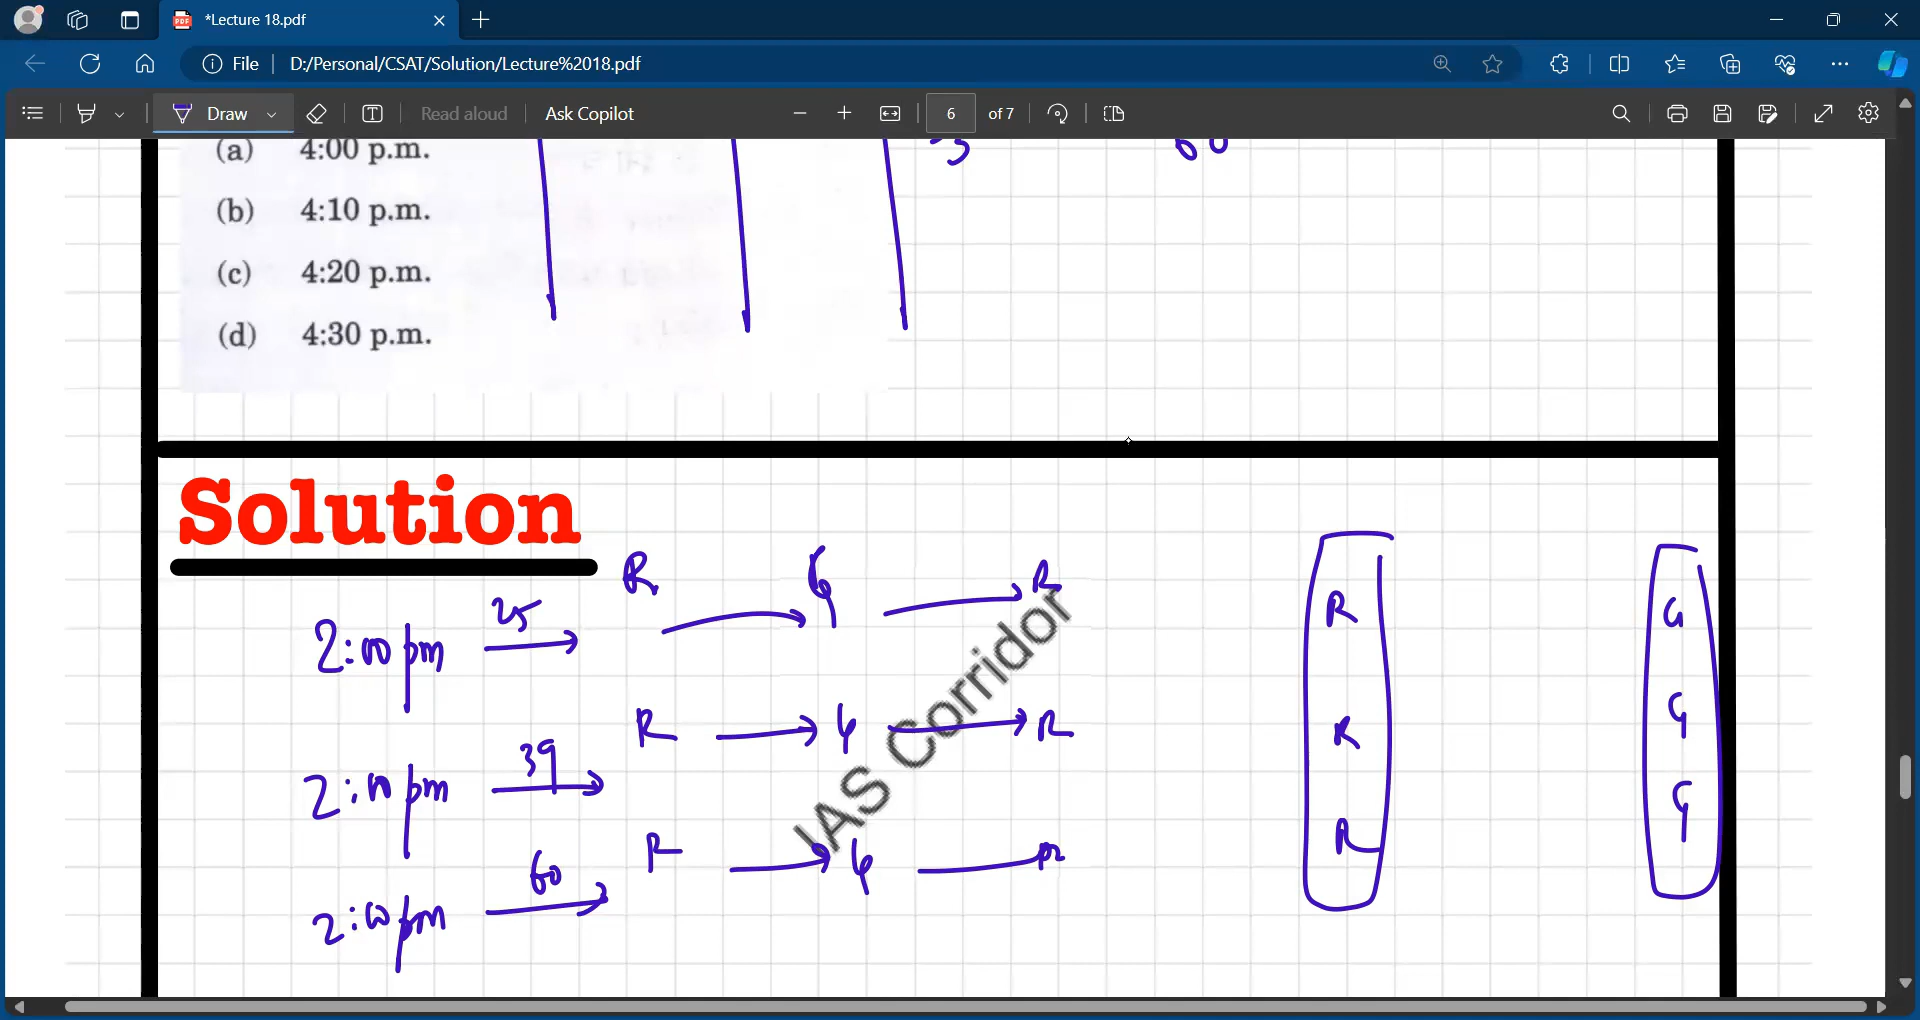 *Lecture 18.pdf
File D:/Personal/CSAT/Solution/Lecture%2018.pdf
Draw Read aloud Ask Copilot 6 of 7
(a) 4:00 p.m.
(b) 4:10 p.m.
(c) 4:20 p.m.
(d) 4:30 p.m.
Solution
2:00 pm 25 R G R R G
2:00 pm 39 R G R R G
2:00 pm 60 R G R R G
IAS Corridor